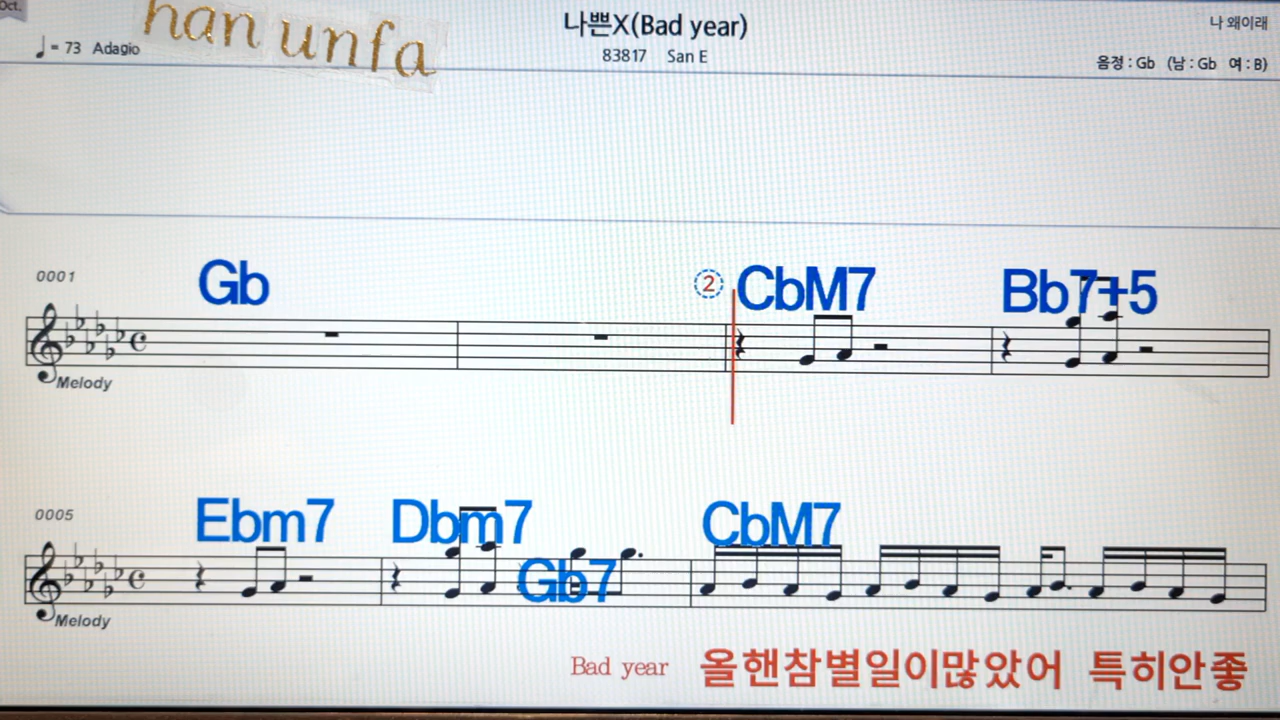 Oct.
han unfa
나쁜X(Bad year)
나 왜이래
♩= 73 Adagio
83817 San E
음정 : Gb (남 : Gb 여 : B)
0001
Gb
② CbM7
Bb7+5
Melody
0005
Ebm7
Dbm7
Gb7
CbM7
Melody
Bad year 올핸참별일이많았어 특히안좋